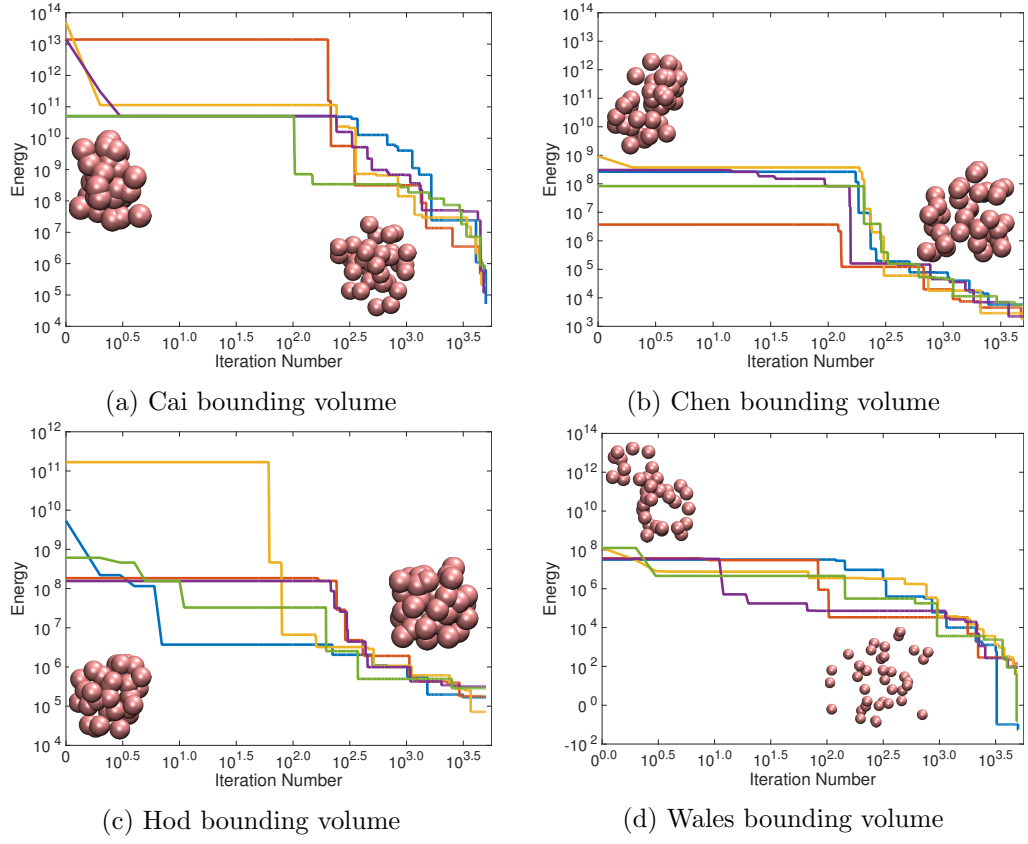 10^14
10^13
10^12
10^11
10^10
10^9
10^8
10^7
10^6
10^5
10^4
Energy
0 10^0.5 10^1.0 10^1.5 10^2.0 10^2.5 10^3.0 10^3.5
Iteration Number
(a) Cai bounding volume
10^14
10^13
10^12
10^11
10^10
10^9
10^8
10^7
10^6
10^5
10^4
10^3
Energy
0 10^0.5 10^1.0 10^1.5 10^2.0 10^2.5 10^3.0 10^3.5
Iteration Number
(b) Chen bounding volume
10^12
10^11
10^10
10^9
10^8
10^7
10^6
10^5
10^4
Energy
0 10^0.5 10^1.0 10^1.5 10^2.0 10^2.5 10^3.0 10^3.5
Iteration Number
(c) Hod bounding volume
10^14
10^12
10^10
10^8
10^6
10^4
10^2
0^0
-10^2
Energy
0^0.0 10^0.5 10^1.0 10^1.5 10^2.0 10^2.5 10^3.0 10^3.5
Iteration Number
(d) Wales bounding volume